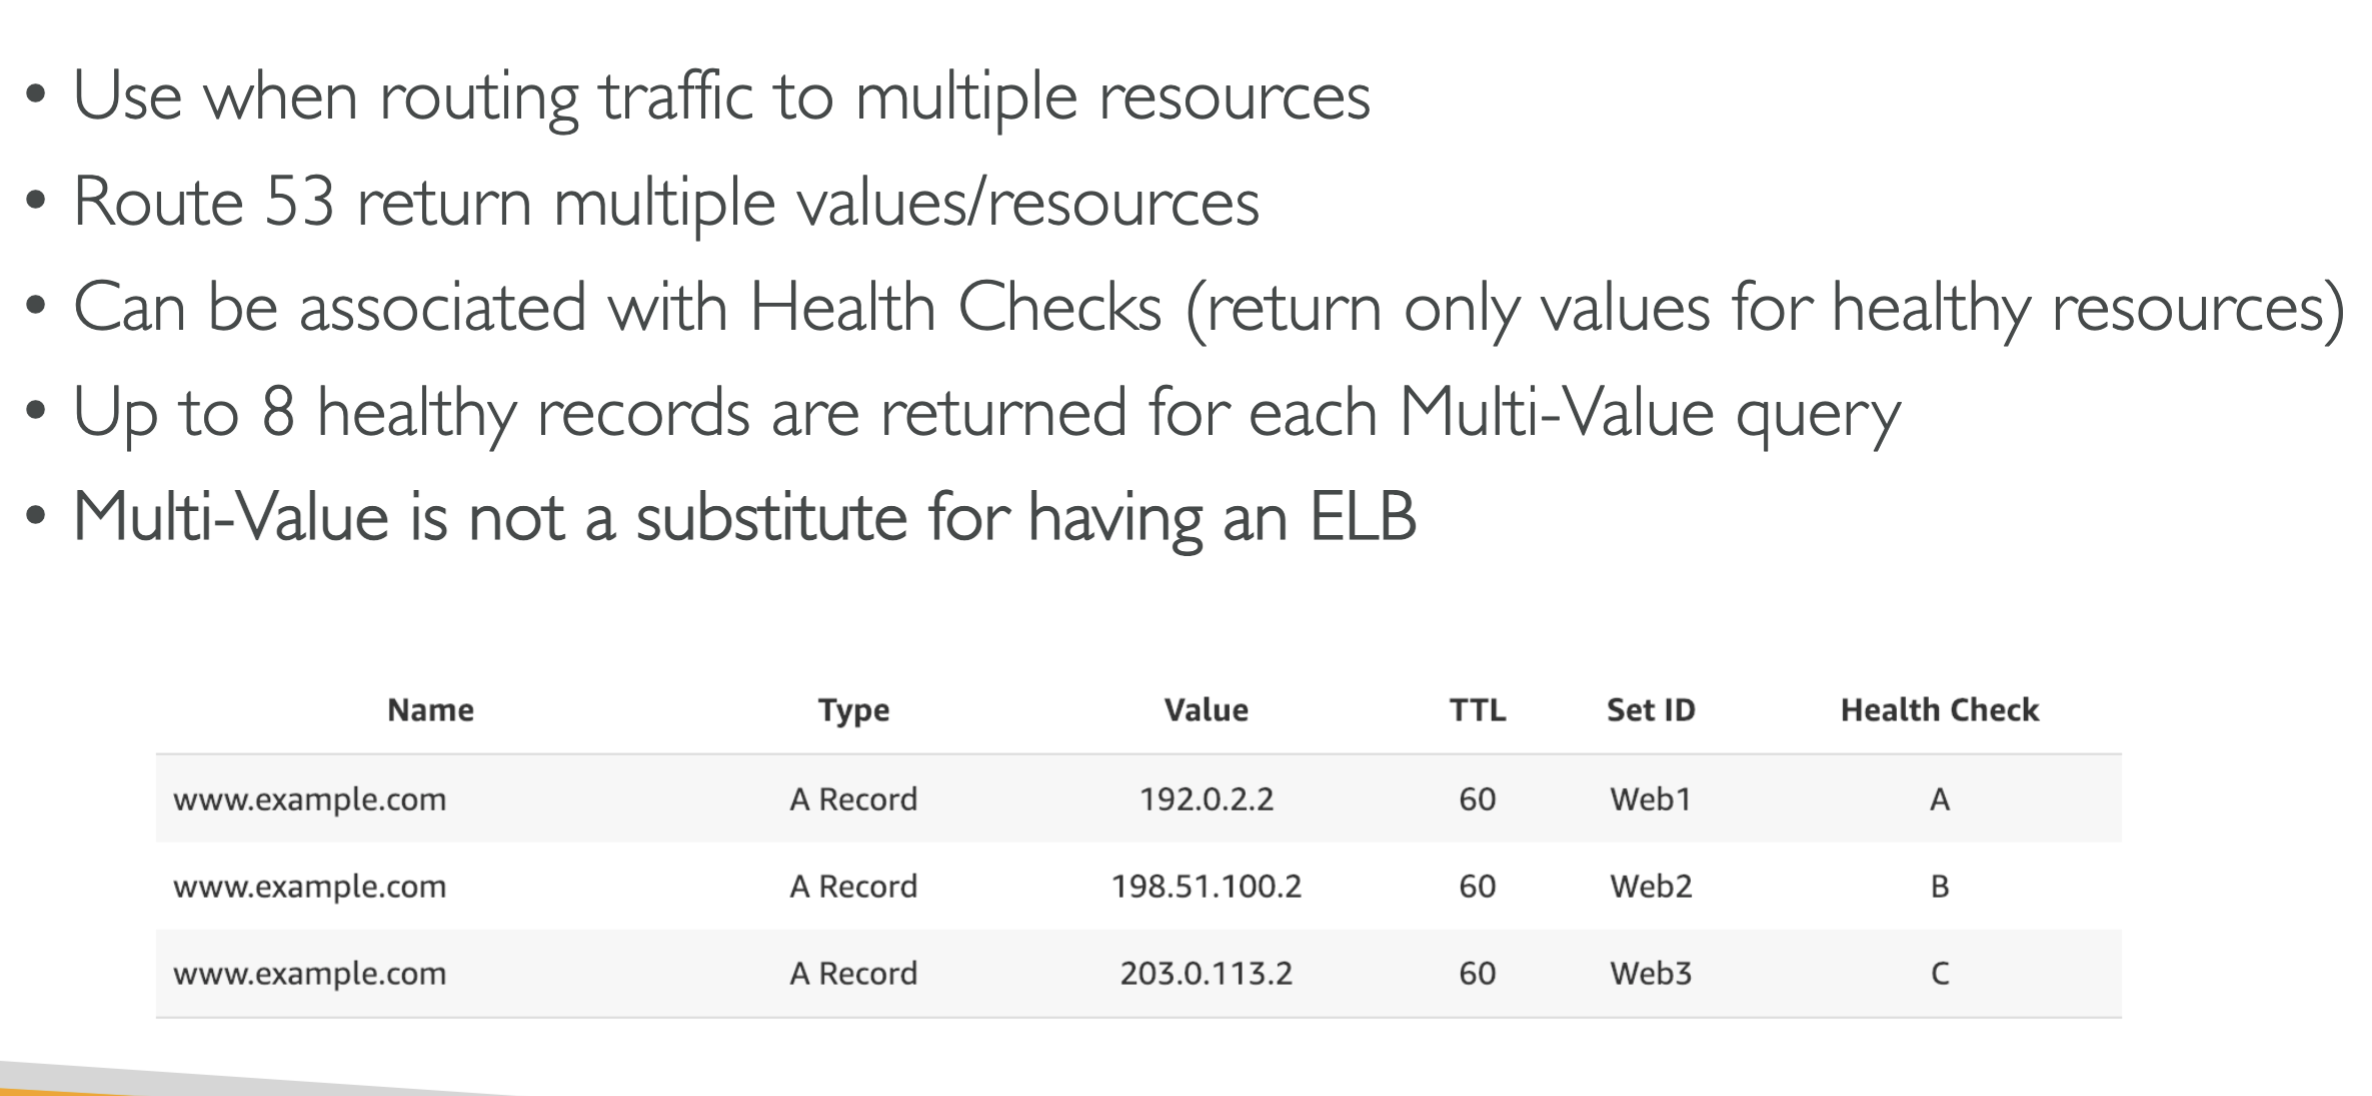 • Use when routing traffic to multiple resources
• Route 53 return multiple values/resources
• Can be associated with Health Checks (return only values for healthy resources)
• Up to 8 healthy records are returned for each Multi-Value query
• Multi-Value is not a substitute for having an ELB
Name Type Value TTL Set ID Health Check
www.example.com A Record 192.0.2.2 60 Web1 A
www.example.com A Record 198.51.100.2 60 Web2 B
www.example.com A Record 203.0.113.2 60 Web3 C